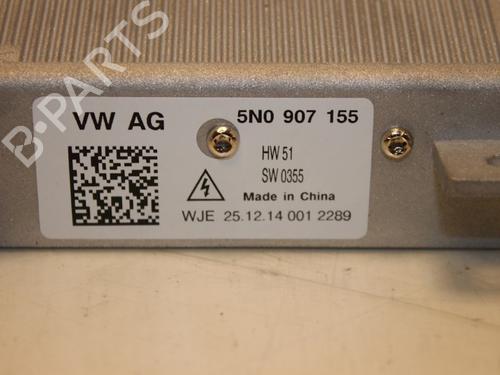 B-PARTS
VW AG
5N0 907 155
HW 51
SW 0355
Made in China
WJE 25.12.14 001 2289